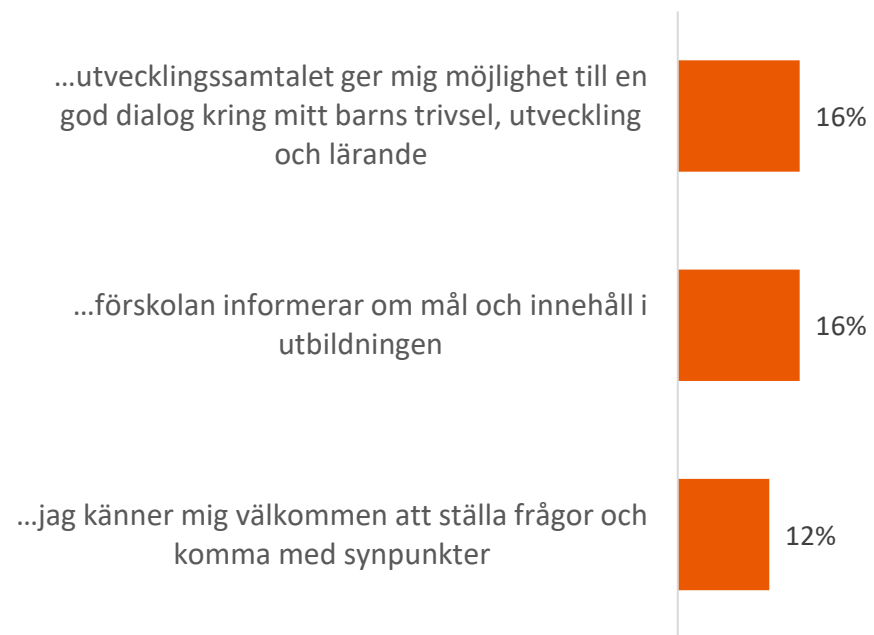 ...utvecklingssamtalet ger mig möjlighet till en
god dialog kring mitt barns trivsel, utveckling
och lärande
16%
...förskolan informerar om mål och innehåll i
utbildningen
16%
...jag känner mig välkommen att ställa frågor och
komma med synpunkter
12%